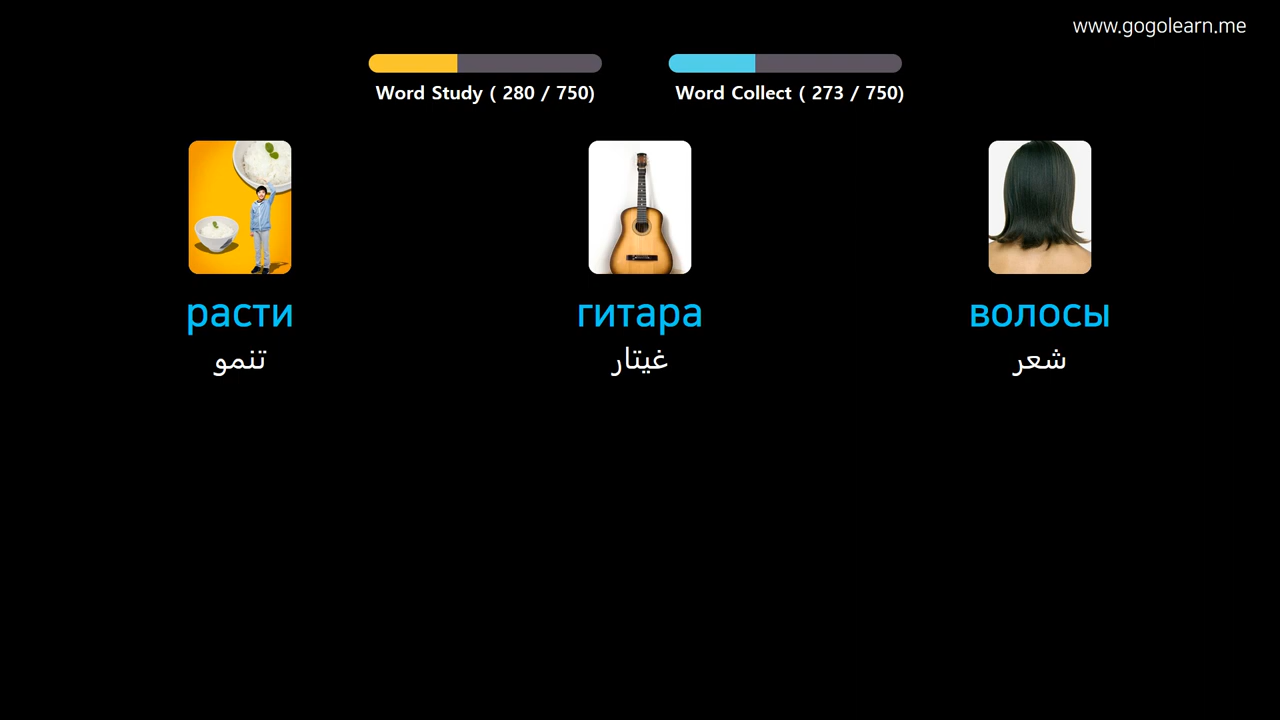 www.gogolearn.me
Word Study ( 280 / 750)
Word Collect ( 273 / 750)
расти
гитара
волосы
تنمو
غيتار
شعر